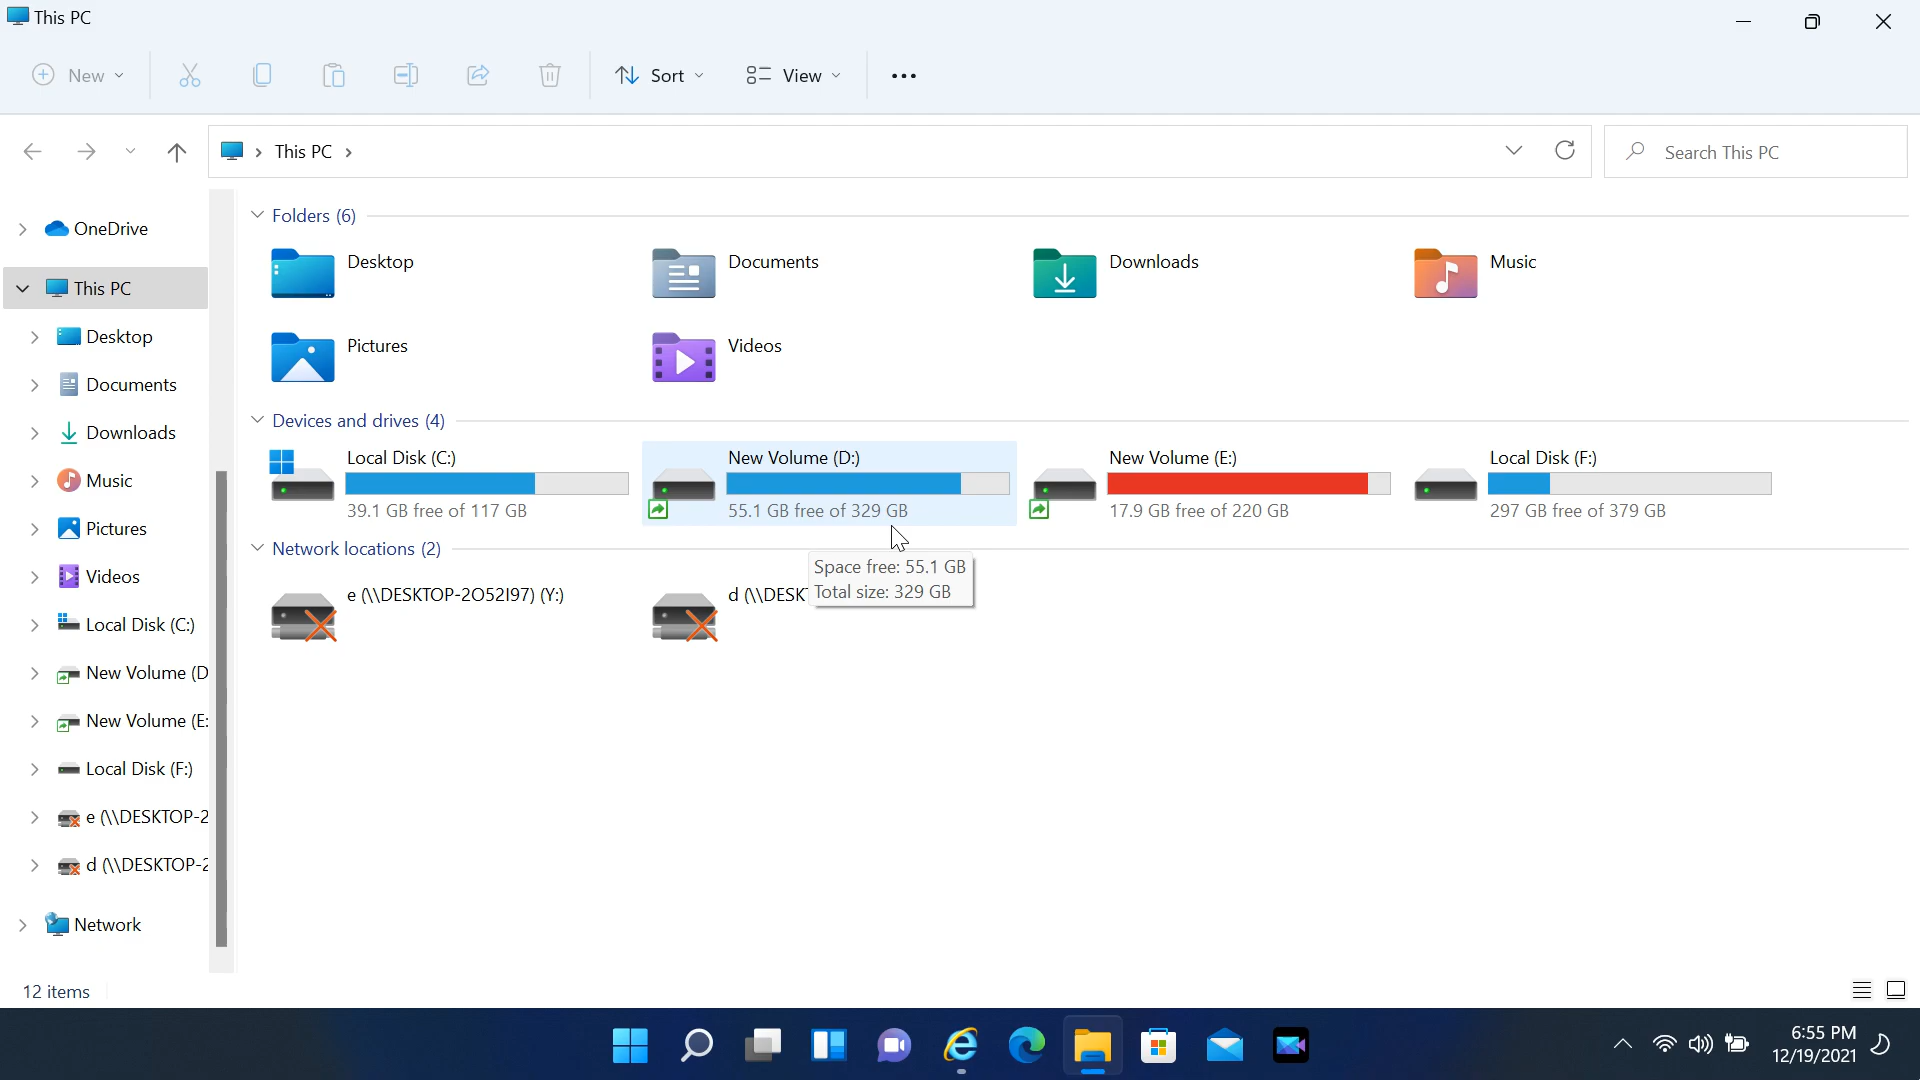 This PC
New
Sort
View
This PC
Search This PC
OneDrive
This PC
Desktop
Documents
Downloads
Music
Pictures
Videos
Local Disk (C:)
New Volume (D
New Volume (E:
Local Disk (F:)
e (\\DESKTOP-2
d (\\DESKTOP-2
Network
Folders (6)
Desktop
Documents
Downloads
Music
Pictures
Videos
Devices and drives (4)
Local Disk (C:)
39.1 GB free of 117 GB
New Volume (D:)
55.1 GB free of 329 GB
New Volume (E:)
17.9 GB free of 220 GB
Local Disk (F:)
297 GB free of 379 GB
Network locations (2)
Space free: 55.1 GB
Total size: 329 GB
e (\\DESKTOP-2O52I97) (Y:)
d (\\DESK
12 items
6:55 PM
12/19/2021